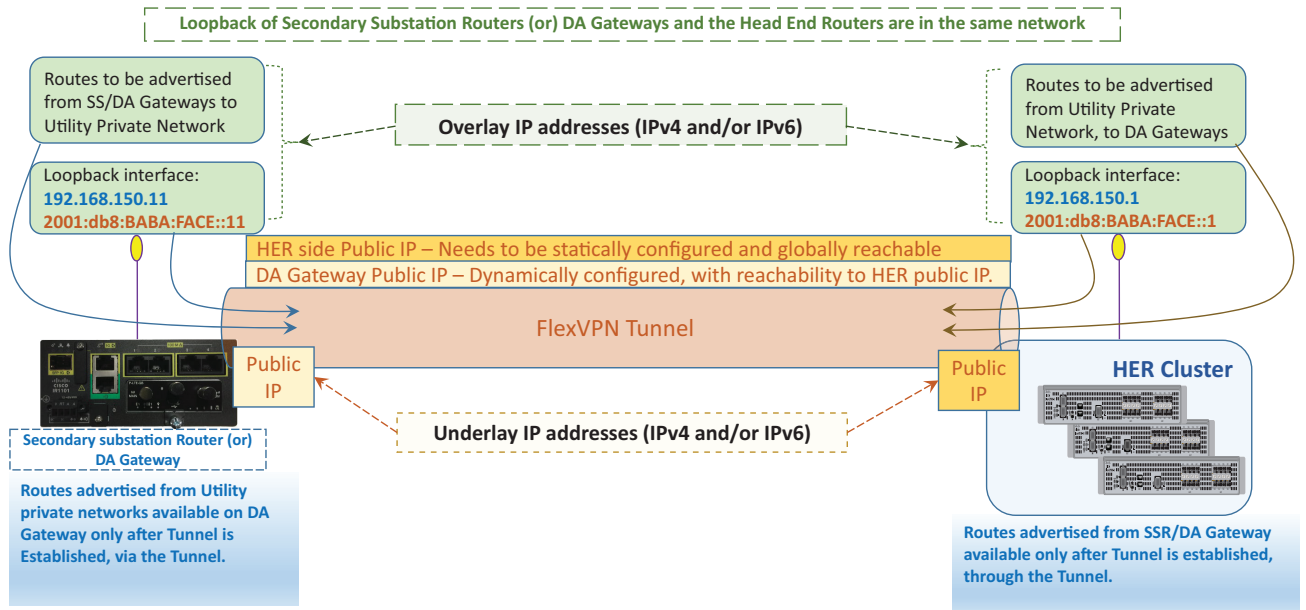 Loopback of Secondary Substation Routers (or) DA Gateways and the Head End Routers are in the same network
Routes to be advertised
from SS/DA Gateways to
Utility Private Network
Overlay IP addresses (IPv4 and/or IPv6)
Routes to be advertised
from Utility Private
Network, to DA Gateways
Loopback interface:
192.168.150.11
2001:db8:BABA:FACE::11
Loopback interface:
192.168.150.1
2001:db8:BABA:FACE::1
HER side Public IP – Needs to be statically configured and globally reachable
DA Gateway Public IP – Dynamically configured, with reachability to HER public IP.
FlexVPN Tunnel
Public
IP
Public
IP
HER Cluster
Underlay IP addresses (IPv4 and/or IPv6)
CISCO
IR1101
Secondary substation Router (or)
DA Gateway
Routes advertised from Utility
private networks available on DA
Gateway only after Tunnel is
Established, via the Tunnel.
Routes advertised from SSR/DA Gateway
available only after Tunnel is established,
through the Tunnel.